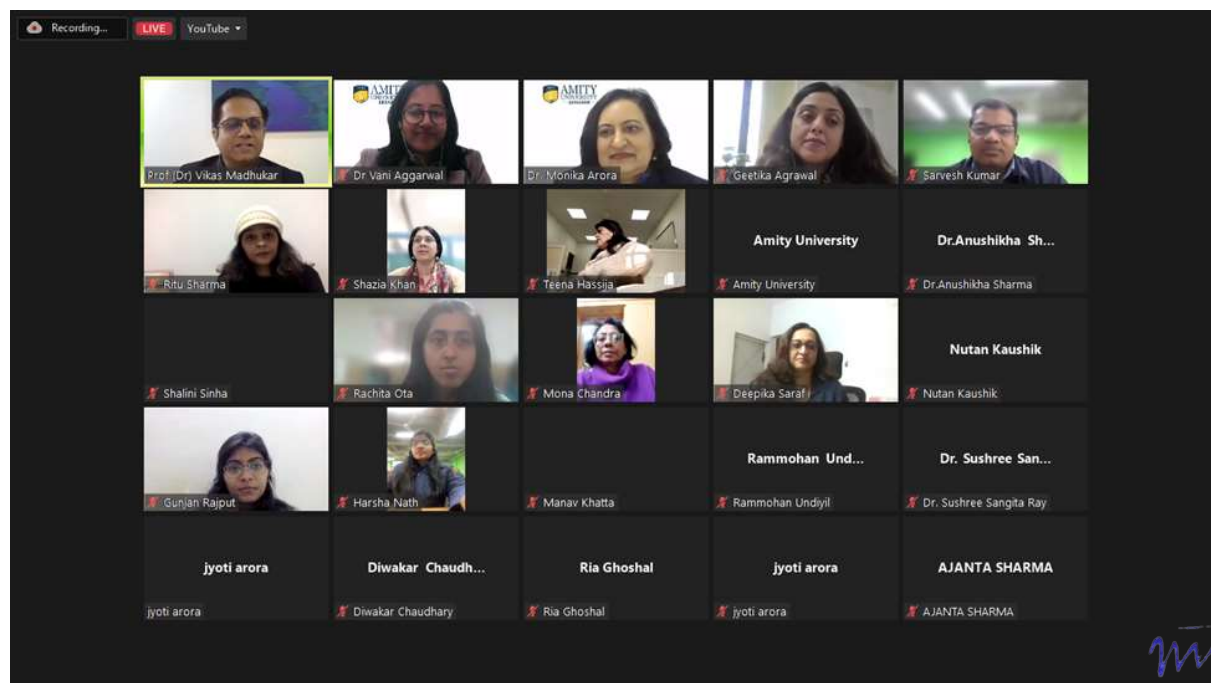 Recording...
LIVE
YouTube
AMITY
Prof (Dr) Vikas Madhukar
Dr Vani Aggarwal
Dr. Monika Arora
Geetika Agrawal
Sarvesh Kumar
Ritu Sharma
Shazia Khan
Teena Hassija
Amity University
Amity University
Dr.Anushikha Sh...
Dr.Anushikha Sharma
Shalini Sinha
Rachita Ota
Mona Chandra
Deepika Saraf
Nutan Kaushik
Nutan Kaushik
Gunjan Rajput
Harsha Nath
Manav Khatta
Rammohan Und...
Rammohan Undiyil
Dr. Sushree San...
Dr. Sushree Sangita Ray
jyoti arora
jyoti arora
Diwakar Chaudh...
Diwakar Chaudhary
Ria Ghoshal
Ria Ghoshal
jyoti arora
jyoti arora
AJANTA SHARMA
AJANTA SHARMA